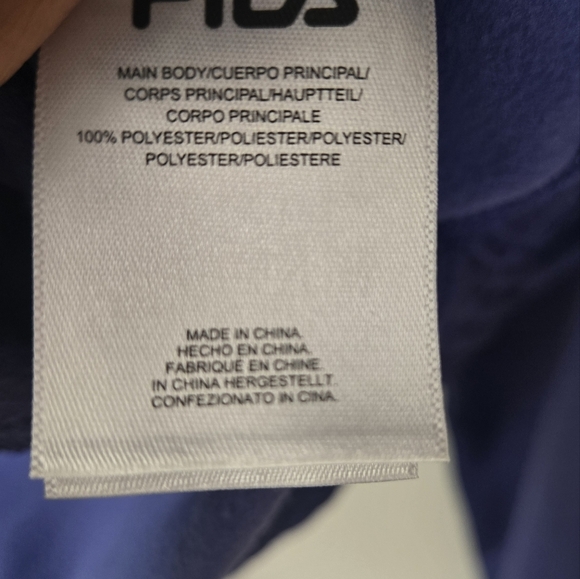 MAIN BODY/CUERPO PRINCIPAL/
CORPS PRINCIPAL/HAUPTTEIL/
CORPO PRINCIPALE
100% POLYESTER/POLIESTER/POLYESTER/
POLYESTER/POLIESTERE
MADE IN CHINA.
HECHO EN CHINA.
FABRIQUÉ EN CHINE.
IN CHINA HERGESTELLT.
CONFEZIONATO IN CINA.